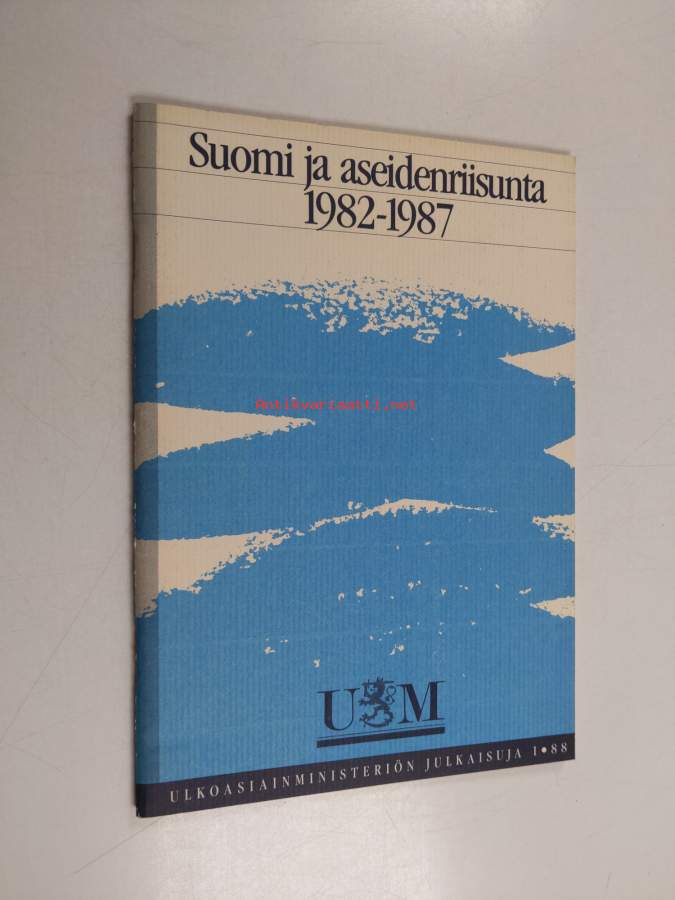 Suomi ja aseidenriisunta
1982-1987
Antikvariaatti.net
UM
ULKOASIAINMINISTERIÖN JULKAISUJA 1•88